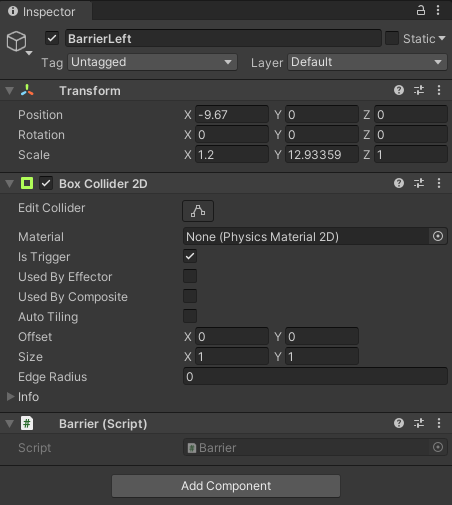 Inspector
BarrierLeft Static
Tag Untagged Layer Default
Transform
Position X -9.67 Y 0 Z 0
Rotation X 0 Y 0 Z 0
Scale X 1.2 Y 12.93359 Z 1
Box Collider 2D
Edit Collider
Material None (Physics Material 2D)
Is Trigger
Used By Effector
Used By Composite
Auto Tiling
Offset X 0 Y 0
Size X 1 Y 1
Edge Radius 0
Info
# Barrier (Script)
Script # Barrier
Add Component